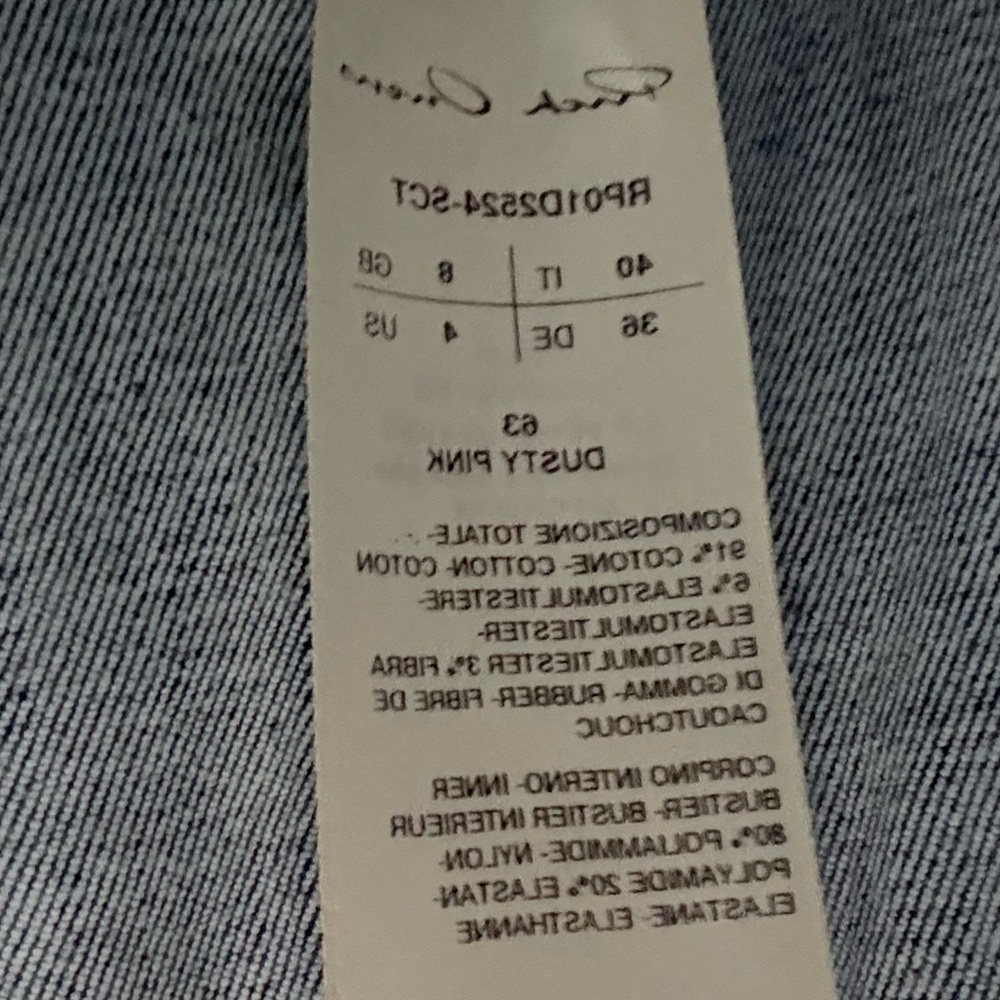 Rick Owens
RP01D2524-SCT
40 IT 8 GB
36 DE 4 US
63
DUSTY PINK
COMPOSIZIONE TOTALE-
91% COTONE- COTTON- COTON
6% ELASTOMULTIESTERE-
ELASTOMULTIESTER-
ELASTOMULTIESTER 3% FIBRA
DI GOMMA- RUBBER- FIBRE DE
CAOUTCHOUC
CORPINO INTERNO- INNER
BUSTIER- BUSTIER INTERIEUR
80% POLIAMMIDE- NYLON-
POLYAMIDE 20% ELASTAN-
ELASTANE- ELASTHANNE